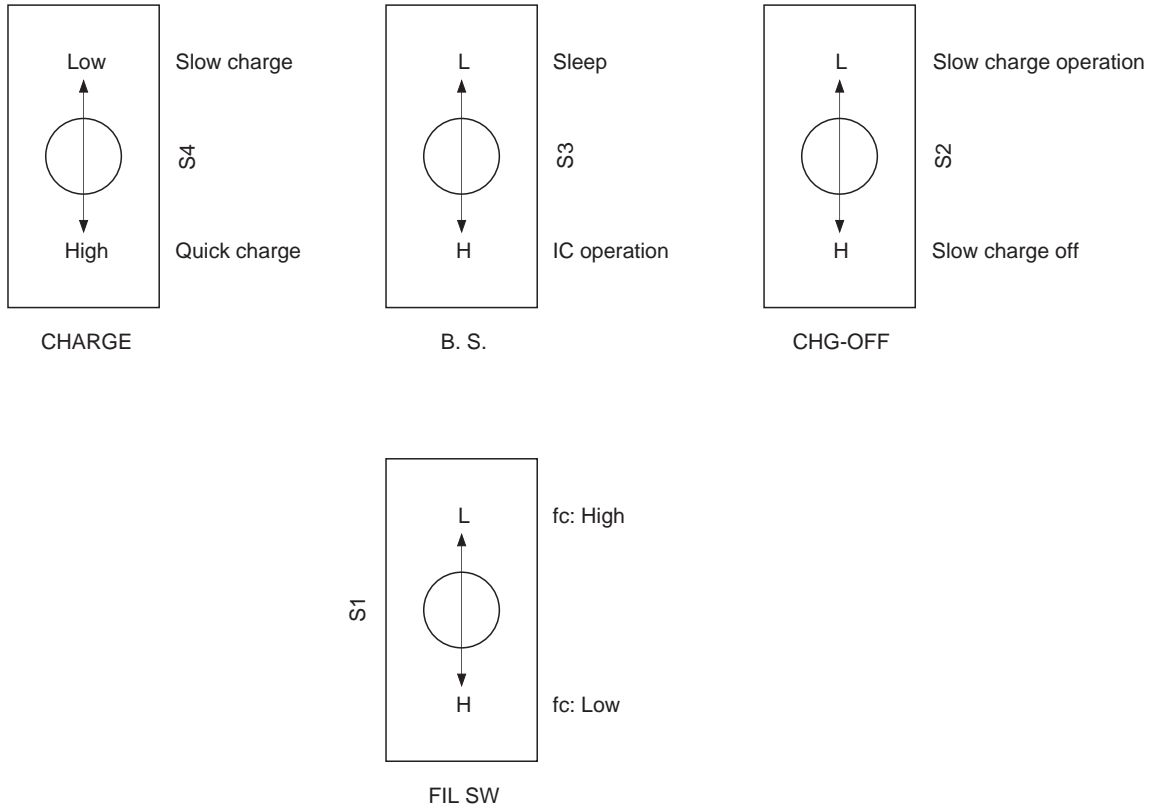 Low Slow charge
S4
High Quick charge
CHARGE
L Sleep
S3
H IC operation
B. S.
L Slow charge operation
S2
H Slow charge off
CHG-OFF
L fc: High
S1
H fc: Low
FIL SW